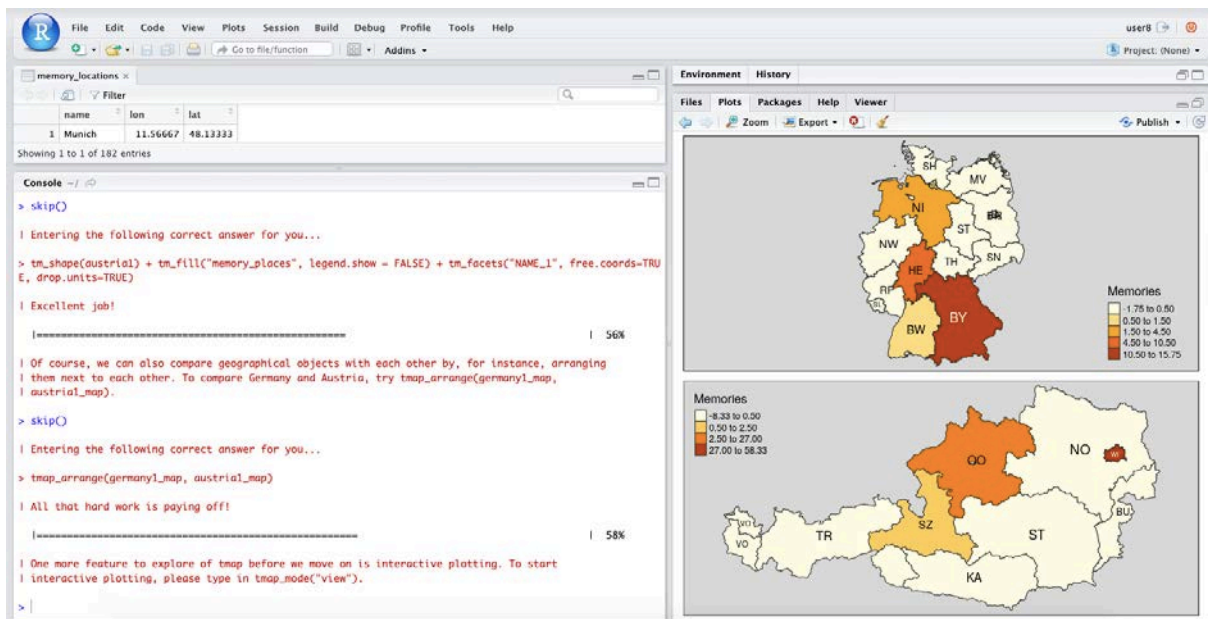 R
File Edit Code View Plots Session Build Debug Profile Tools Help
user8
Go to file/function
Addins
Project: (None)
memory_locations
Filter
name lon lat
1 Munich 11.56667 48.13333
Showing 1 to 1 of 182 entries
Console ~/
> skip()
| Entering the following correct answer for you...
> tm_shape(austria1) + tm_fill("memory_places", legend.show = FALSE) + tm_facets("NAME_1", free.coords=TRU
E, drop.units=TRUE)
| Excellent job!
|====================================================
| 56%
| Of course, we can also compare geographical objects with each other by, for instance, arranging
| them next to each other. To compare Germany and Austria, try tmap_arrange(germany1_map,
| austria1_map).
> skip()
| Entering the following correct answer for you...
> tmap_arrange(germany1_map, austria1_map)
| All that hard work is paying off!
|======================================================
| 58%
| One more feature to explore of tmap before we move on is interactive plotting. To start
| interactive plotting, please type in tmap_mode("view").
>
Environment History
Files Plots Packages Help Viewer
Zoom Export
Publish
SH
MV
NI
ST
NW
HE
TH
SN
RP
SL
BW
BY
Memories
-1.75 to 0.50
0.50 to 1.50
1.50 to 4.50
4.50 to 10.50
10.50 to 15.75
Memories
-8.33 to 0.50
0.50 to 2.50
2.50 to 27.00
27.00 to 58.33
OO
NO
WI
BU
SZ
ST
VO
VO
TR
KA